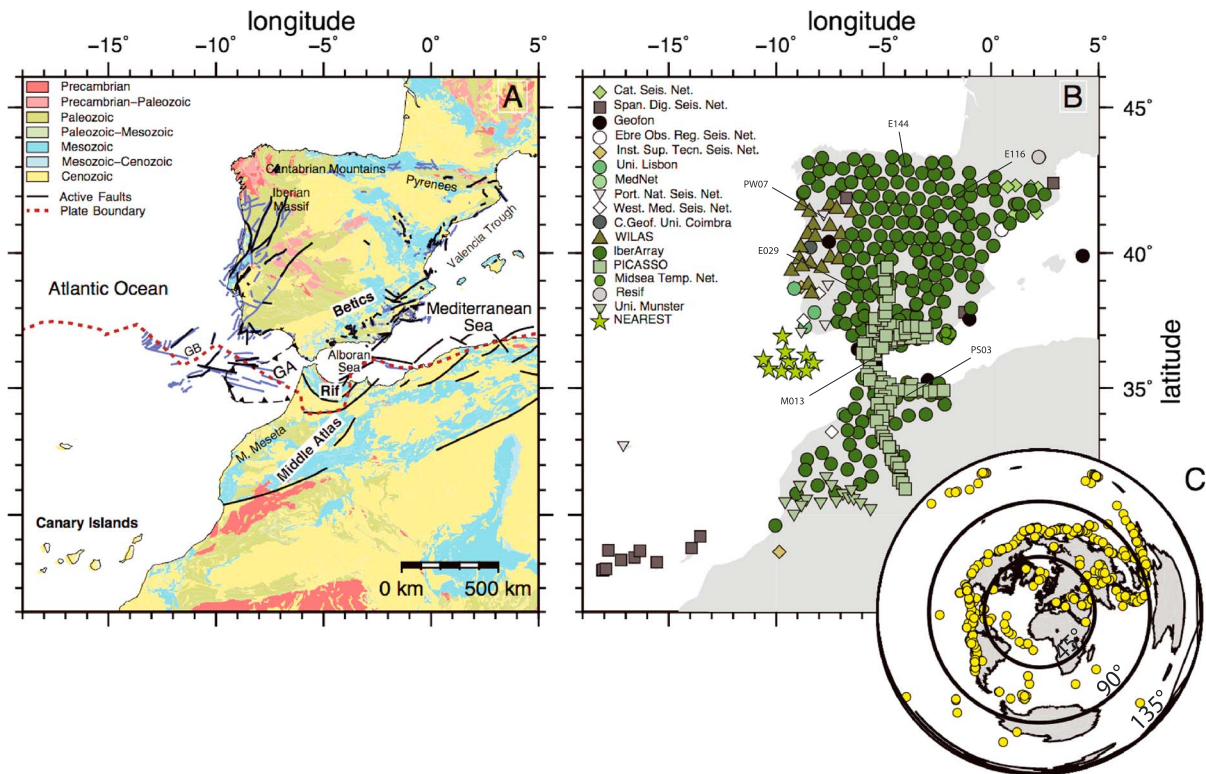 longitude
−15° −10° −5° 0° 5°
A
Precambrian
Precambrian−Paleozoic
Paleozoic
Paleozoic−Mesozoic
Mesozoic
Mesozoic−Cenozoic
Cenozoic
Active Faults
Plate Boundary
Cantabrian Mountains
Pyrenees
Iberian
Massif
Valencia Trough
Atlantic Ocean
Betics
Mediterranean
Sea
GB
GA
Alboran
Sea
Rif
M. Meseta
Middle Atlas
Canary Islands
0 km 500 km
longitude
−15° −10° −5° 0° 5°
B
Cat. Seis. Net.
Span. Dig. Seis. Net.
Geofon
Ebre Obs. Reg. Seis. Net.
Inst. Sup. Tecn. Seis. Net.
Uni. Lisbon
MedNet
Port. Nat. Seis. Net.
West. Med. Seis. Net.
C.Geof. Uni. Coimbra
WILAS
IberArray
PICASSO
Midsea Temp. Net.
Resif
Uni. Munster
NEAREST
E144
E116
PW07
E029
M013
PS03
45°
40°
35°
latitude
C
45°
90°
135°